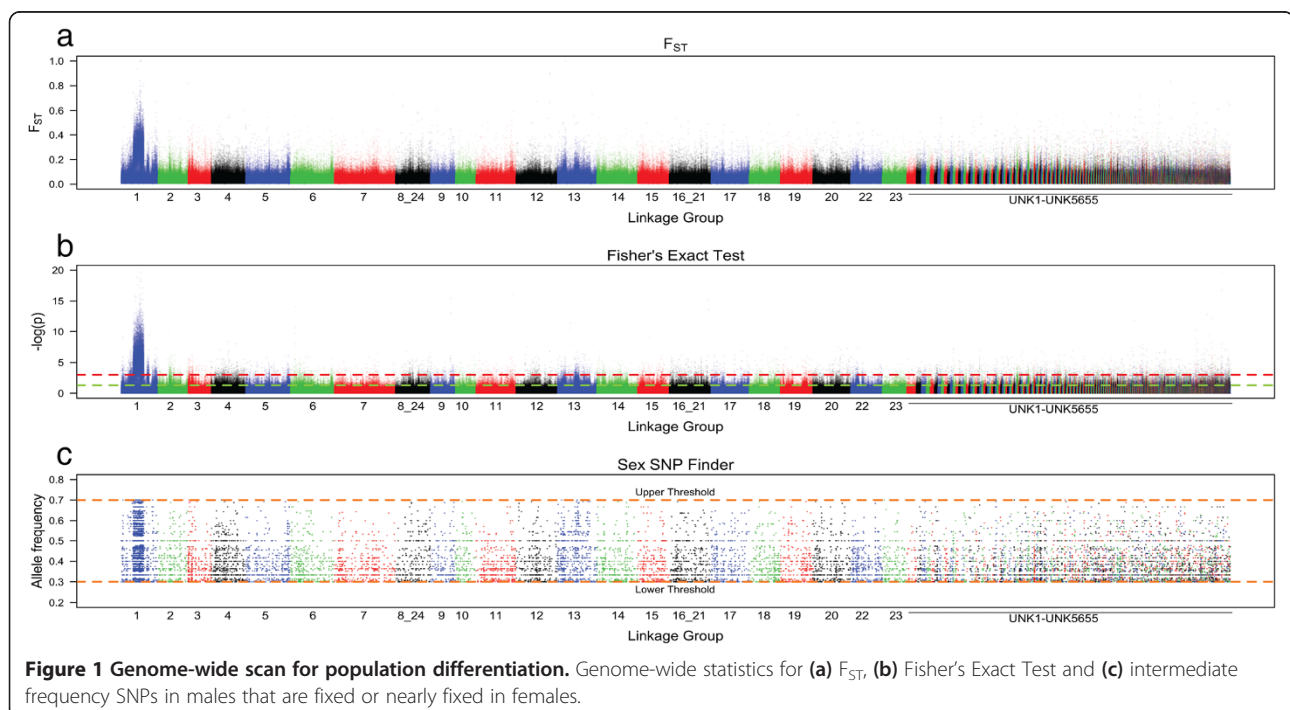 a
F_ST
1.0
0.8
0.6
0.4
0.2
0.0
F_ST
1 2 3 4 5 6 7 8_24 9 10 11 12 13 14 15 16_21 17 18 19 20 22 23 UNK1-UNK5655
Linkage Group
b
Fisher's Exact Test
20
15
10
5
0
-log(p)
1 2 3 4 5 6 7 8_24 9 10 11 12 13 14 15 16_21 17 18 19 20 22 23 UNK1-UNK5655
Linkage Group
c
Sex SNP Finder
0.8
0.7
0.6
0.5
0.4
0.3
0.2
Allele frequency
Upper Threshold
Lower Threshold
1 2 3 4 5 6 7 8_24 9 10 11 12 13 14 15 16_21 17 18 19 20 22 23 UNK1-UNK5655
Linkage Group
Figure 1 Genome-wide scan for population differentiation. Genome-wide statistics for (a) F_ST, (b) Fisher's Exact Test and (c) intermediate
frequency SNPs in males that are fixed or nearly fixed in females.